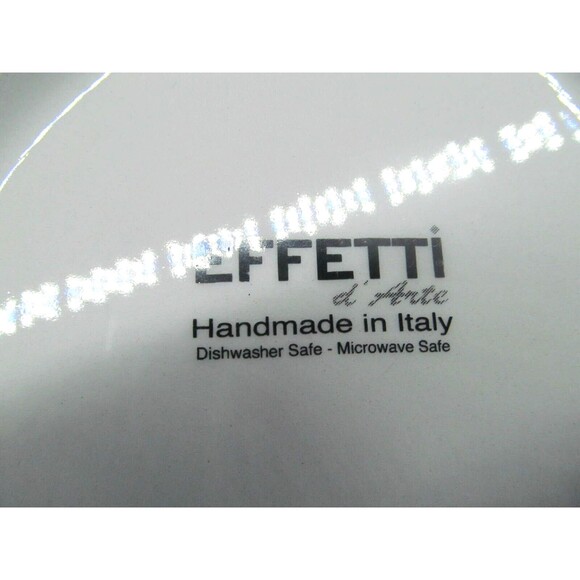 EFFETTi
d'Arte
Handmade in Italy
Dishwasher Safe - Microwave Safe